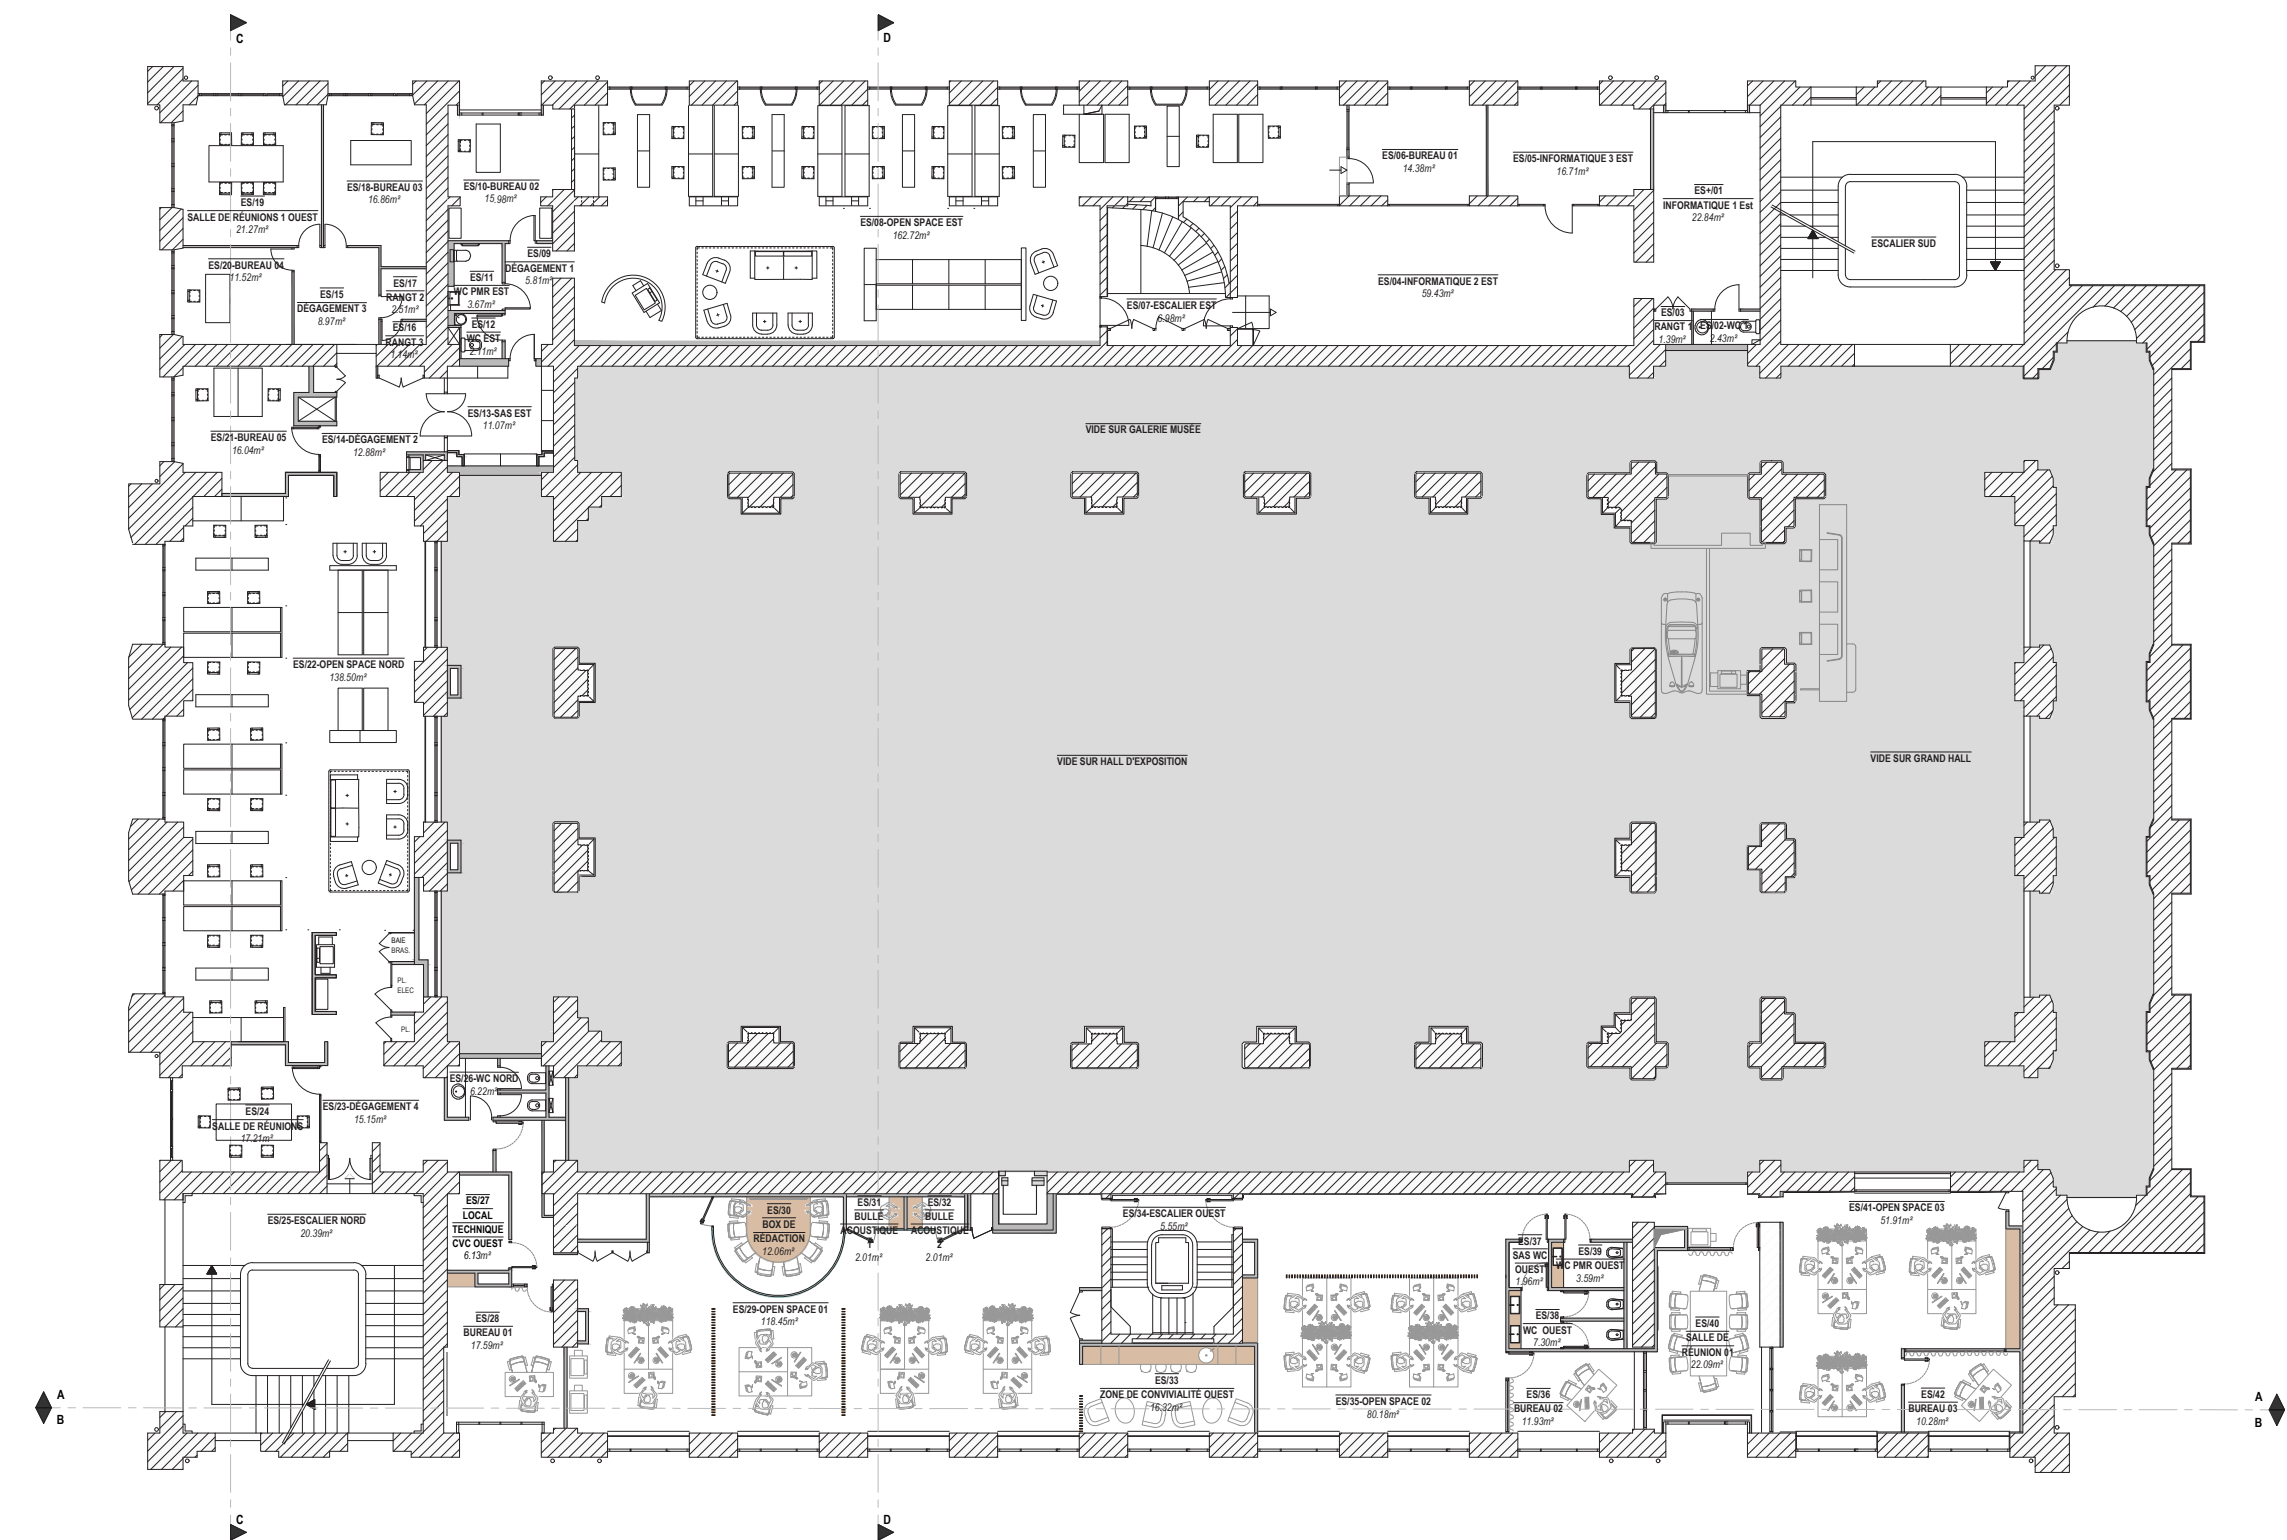 C
D
ES/19
SALLE DE RÉUNIONS 1 OUEST
21.27m²
ES/18-BUREAU 03
16.86m²
ES/10-BUREAU 02
15.98m²
ES/08-OPEN SPACE EST
162.72m²
ES/06-BUREAU 01
14.38m²
ES/05-INFORMATIQUE 3 EST
16.71m²
ES+/01
INFORMATIQUE 1 Est
22.84m²
ESCALIER SUD
ES/20-BUREAU 04
11.52m²
ES/15
DÉGAGEMENT 3
8.97m²
ES/17
RANGT 2
2.51m²
ES/16
RANGT 3
1.14m²
ES/11
WC PMR EST
3.67m²
ES/09
DÉGAGEMENT 1
5.81m²
ES/12
WC EST
2.11m²
ES/07-ESCALIER EST
6.98m²
ES/04-INFORMATIQUE 2 EST
59.43m²
ES/03
RANGT 1
1.39m²
ES/02-WC 1
2.43m²
ES/21-BUREAU 05
16.04m²
ES/14-DÉGAGEMENT 2
12.88m²
ES/13-SAS EST
11.07m²
VIDE SUR GALERIE MUSÉE
ES/22-OPEN SPACE NORD
138.50m²
VIDE SUR HALL D'EXPOSITION
VIDE SUR GRAND HALL
BAIE
BRAS.
PL.
ELEC
PL.
ES/24
SALLE DE RÉUNIONS
17.21m²
ES/23-DÉGAGEMENT 4
15.15m²
ES/26-WC NORD
6.22m²
ES/25-ESCALIER NORD
20.39m²
ES/27
LOCAL
TECHNIQUE
CVC OUEST
6.13m²
ES/28
BUREAU 01
17.59m²
ES/30
BOX DE
RÉDACTION
12.06m²
ES/31
BULLE
ACOUSTIQUE
1
2.01m²
ES/32
BULLE
ACOUSTIQUE
2
2.01m²
ES/29-OPEN SPACE 01
118.45m²
ES/34-ESCALIER OUEST
5.55m²
ES/33
ZONE DE CONVIVIALITÉ OUEST
16.32m²
ES/35-OPEN SPACE 02
80.18m²
ES/37
SAS WC
OUEST
1.96m²
ES/39
WC PMR OUEST
3.59m²
ES/38
WC OUEST
7.30m²
ES/36
BUREAU 02
11.93m²
ES/40
SALLE DE
RÉUNION 01
22.09m²
ES/41-OPEN SPACE 03
51.91m²
ES/42
BUREAU 03
10.28m²
A
B
A
B
C
D